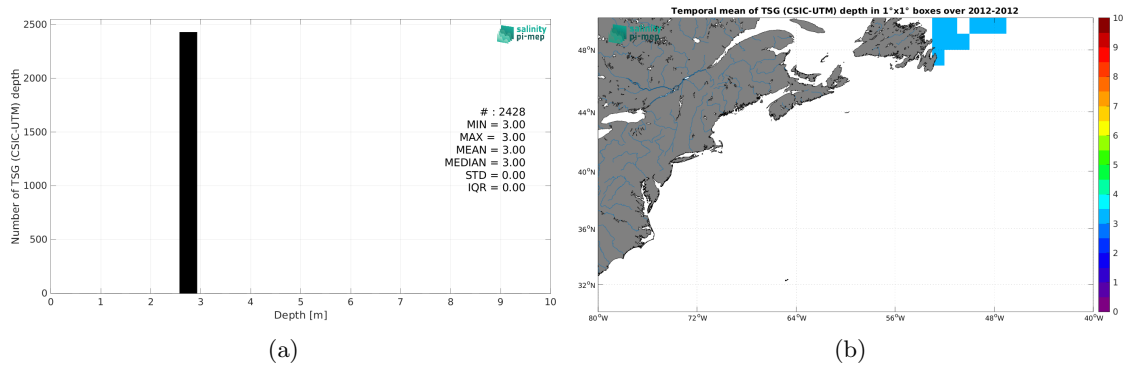 2500
2000
1500
1000
500
0
Number of TSG (CSIC-UTM) depth
salinity
pi-mep
# : 2428
MIN = 3.00
MAX = 3.00
MEAN = 3.00
MEDIAN = 3.00
STD = 0.00
IQR = 0.00
0 1 2 3 4 5 6 7 8 9 10
Depth [m]
(a)
Temporal mean of TSG (CSIC-UTM) depth in 1°x1° boxes over 2012-2012
salinity
pi-mep
48°N
44°N
40°N
36°N
32°N
80°W 72°W 64°W 56°W 48°W 40°W
10
9
8
7
6
5
4
3
2
1
0
(b)